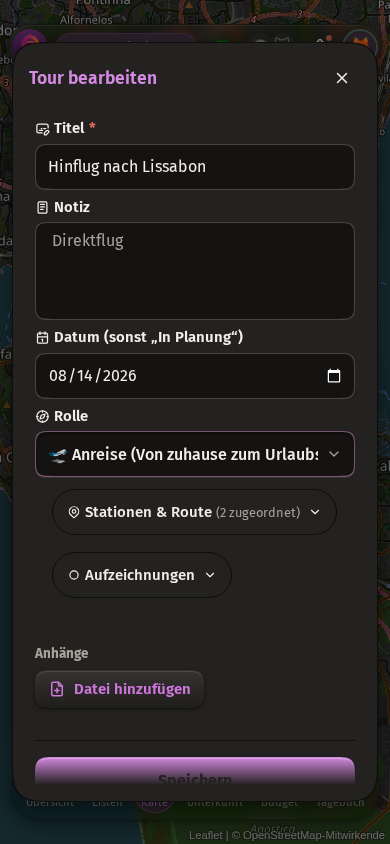 Alfornelos
Tour bearbeiten
Titel *
Hinflug nach Lissabon
Notiz
Direktflug
Datum (sonst „In Planung“)
08/14/2026
Rolle
Anreise (Von zuhause zum Urlaubs
Stationen & Route (2 zugeordnet)
Aufzeichnungen
Anhänge
Datei hinzufügen
Speichern
Übersicht Listen Karte Unterkunft Budget Tagebuch
Leaflet | © OpenStreetMap-Mitwirkende